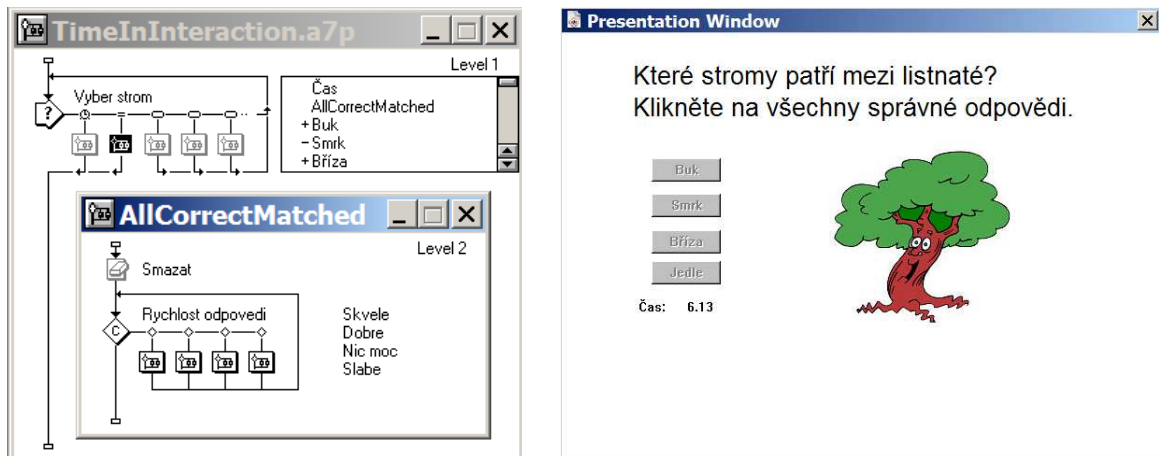 TimeInInteraction.a7p
Level 1
Vyber strom
?
Čas
AllCorrectMatched
+Buk
-Smrk
+Bříza
AllCorrectMatched
Level 2
Smazat
Rychlost odpovedi
C
Skvele
Dobre
Nic moc
Slabe
Presentation Window
Které stromy patří mezi listnaté?
Klikněte na všechny správné odpovědi.
Buk
Smrk
Bříza
Jedle
Čas: 6.13